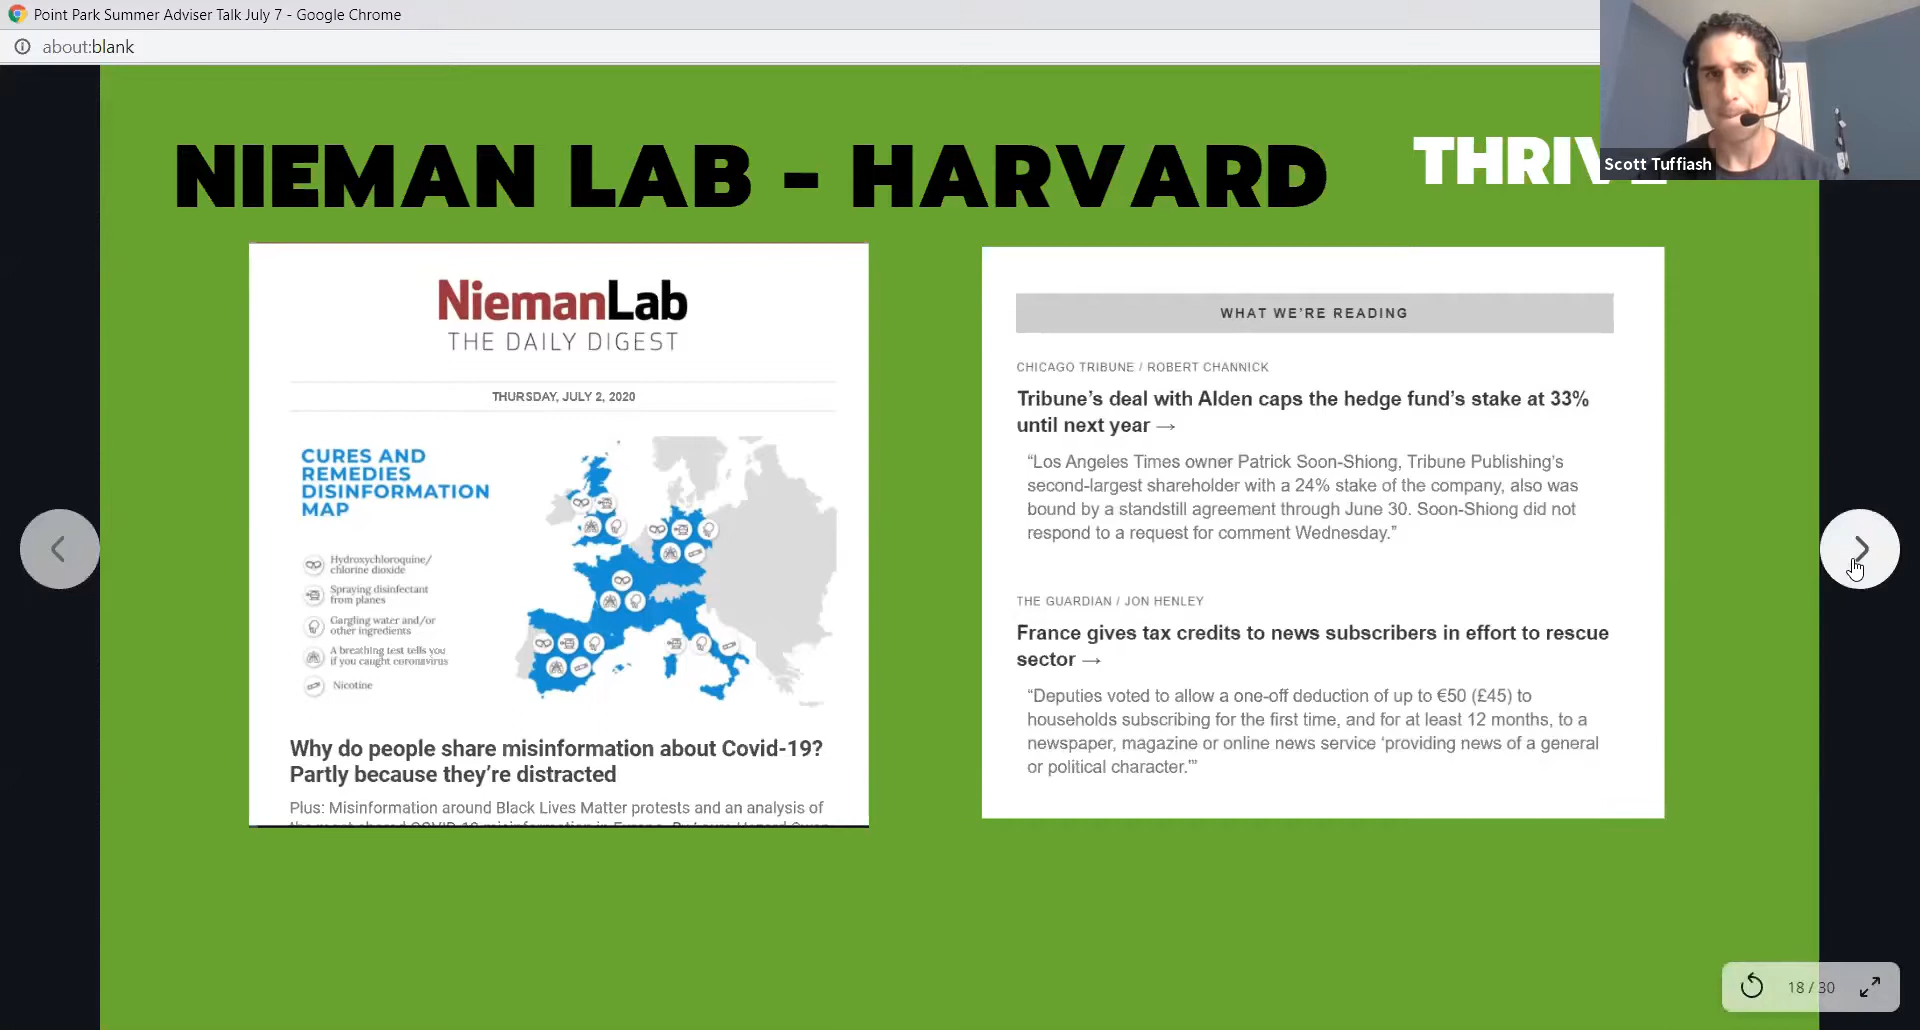 Point Park Summer Adviser Talk July 7 - Google Chrome
about:blank
NIEMAN LAB - HARVARD
Scott Tuffiash
NiemanLab
THE DAILY DIGEST
THURSDAY, JULY 2, 2020
CURES AND
REMEDIES
DISINFORMATION
MAP
Hydroxychloroquine/
chlorine dioxide
Spraying disinfectant
from planes
Gargling water and/or
other ingredients
A breathing test tells you
if you caught coronavirus
Nicotine
Why do people share misinformation about Covid-19?
Partly because they're distracted
Plus: Misinformation around Black Lives Matter protests and an analysis of
WHAT WE'RE READING
CHICAGO TRIBUNE / ROBERT CHANNICK
Tribune's deal with Alden caps the hedge fund's stake at 33%
until next year →
“Los Angeles Times owner Patrick Soon-Shiong, Tribune Publishing's
second-largest shareholder with a 24% stake of the company, also was
bound by a standstill agreement through June 30. Soon-Shiong did not
respond to a request for comment Wednesday.”
THE GUARDIAN / JON HENLEY
France gives tax credits to news subscribers in effort to rescue
sector →
“Deputies voted to allow a one-off deduction of up to €50 (£45) to
households subscribing for the first time, and for at least 12 months, to a
newspaper, magazine or online news service ‘providing news of a general
or political character.’”
18 / 30